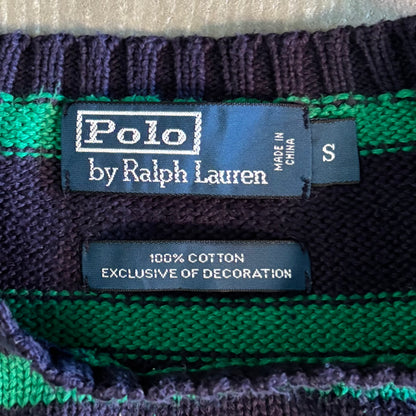 Polo
by Ralph Lauren
MADE IN
CHINA
S
100% COTTON
EXCLUSIVE OF DECORATION